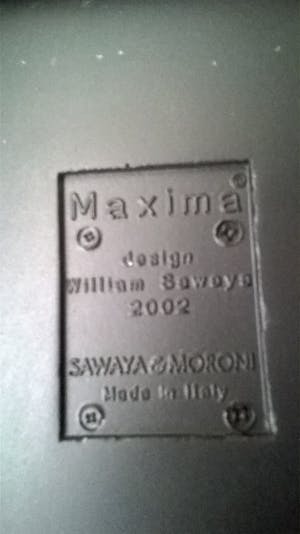 Maxima®
design
William Sawaya
2002
SAWAYA & MORONI
Made in Italy